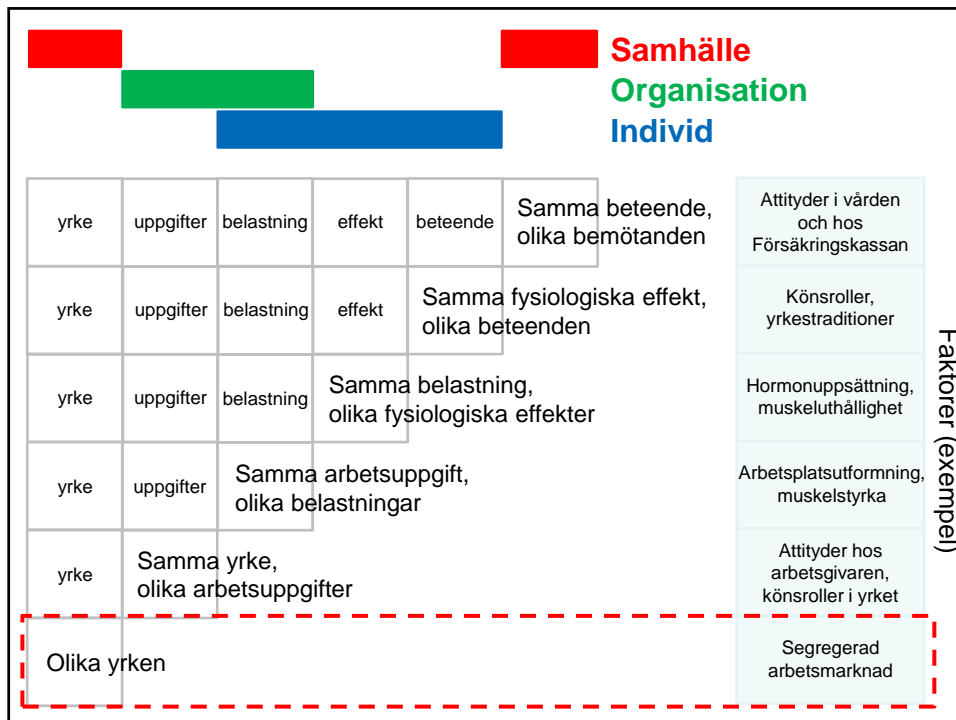 Samhälle
Organisation
Individ
yrke
uppgifter
belastning
effekt
beteende
Samma beteende,
olika bemötanden
Attityder i vården
och hos
Försäkringskassan
yrke
uppgifter
belastning
effekt
Samma fysiologiska effekt,
olika beteenden
Könsroller,
yrkestraditioner
yrke
uppgifter
belastning
Samma belastning,
olika fysiologiska effekter
Hormonuppsättning,
muskeluthållighet
yrke
uppgifter
Samma arbetsuppgift,
olika belastningar
Arbetsplatsutformning,
muskelstyrka
yrke
Samma yrke,
olika arbetsuppgifter
Attityder hos
arbetsgivaren,
könsroller i yrket
Olika yrken
Segregerad
arbetsmarknad
Faktorer (exempel)